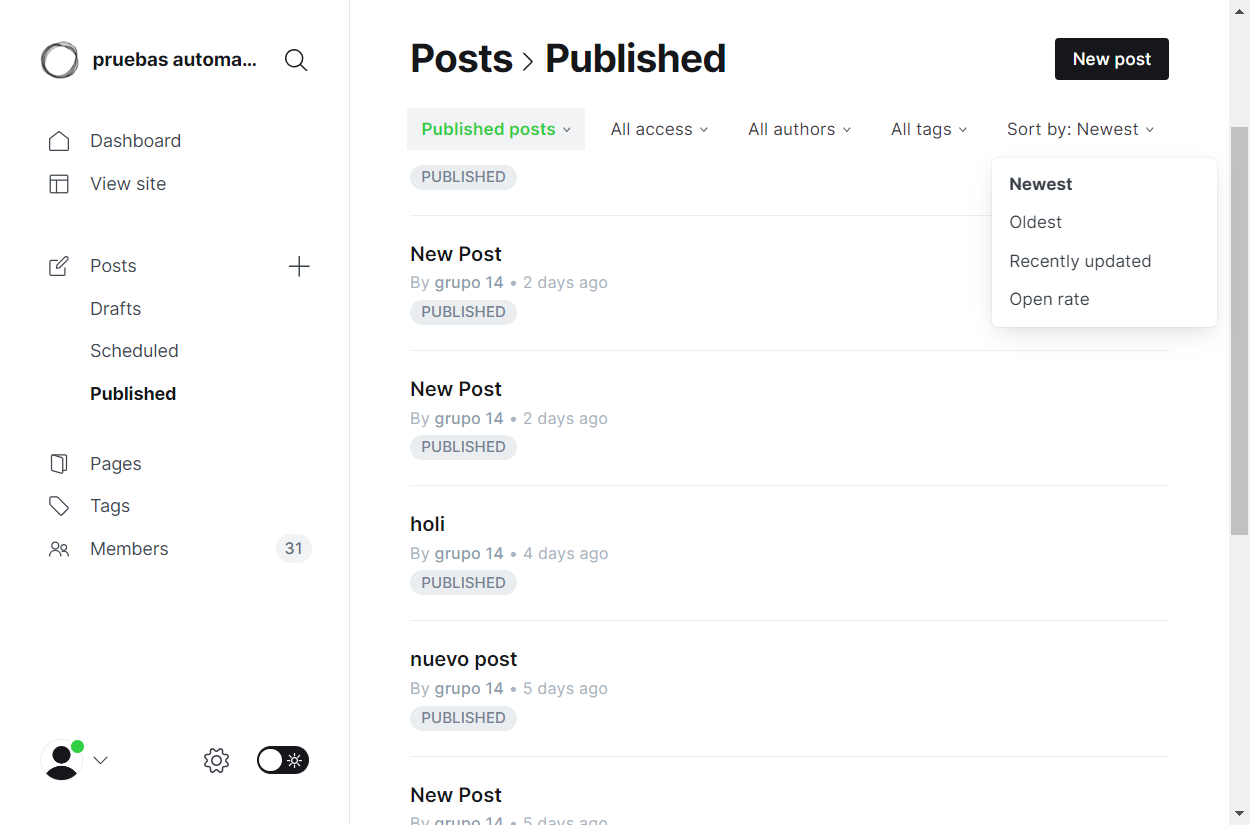 pruebas automa...
Dashboard
View site
Posts
Drafts
Scheduled
Published
Pages
Tags
Members 31
Posts Published
New post
Published posts All access All authors All tags Sort by: Newest
Newest
Oldest
Recently updated
Open rate
PUBLISHED
New Post
By grupo 14 • 2 days ago
PUBLISHED
New Post
By grupo 14 • 2 days ago
PUBLISHED
holi
By grupo 14 • 4 days ago
PUBLISHED
nuevo post
By grupo 14 • 5 days ago
PUBLISHED
New Post
By grupo 14 • 5 days ago